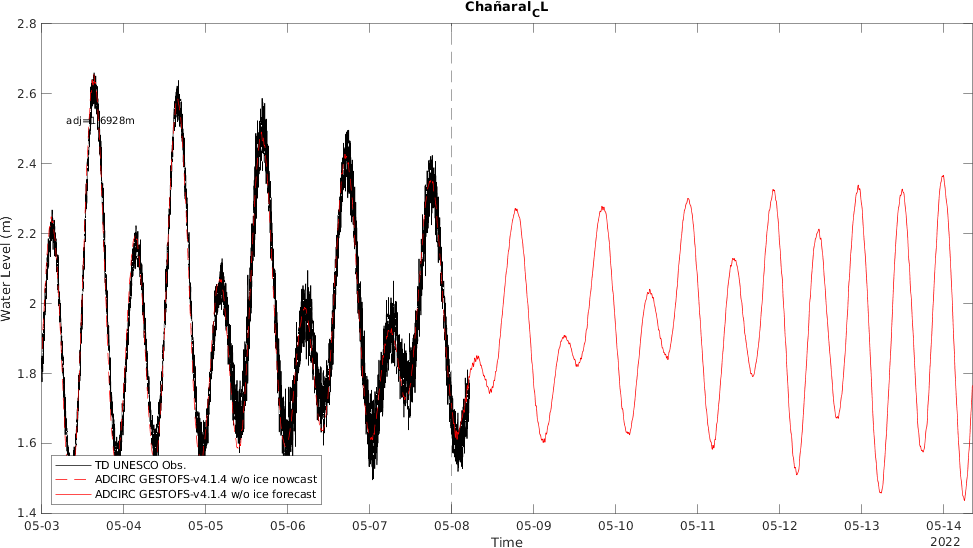 Chañaral_CL
2.8
2.6
2.4
2.2
2
1.8
1.6
1.4
Water Level (m)
adj=1.6928m
TD UNESCO Obs.
ADCIRC GESTOFS-v4.1.4 w/o ice nowcast
ADCIRC GESTOFS-v4.1.4 w/o ice forecast
05-03 05-04 05-05 05-06 05-07 05-08 05-09 05-10 05-11 05-12 05-13 05-14
Time
2022